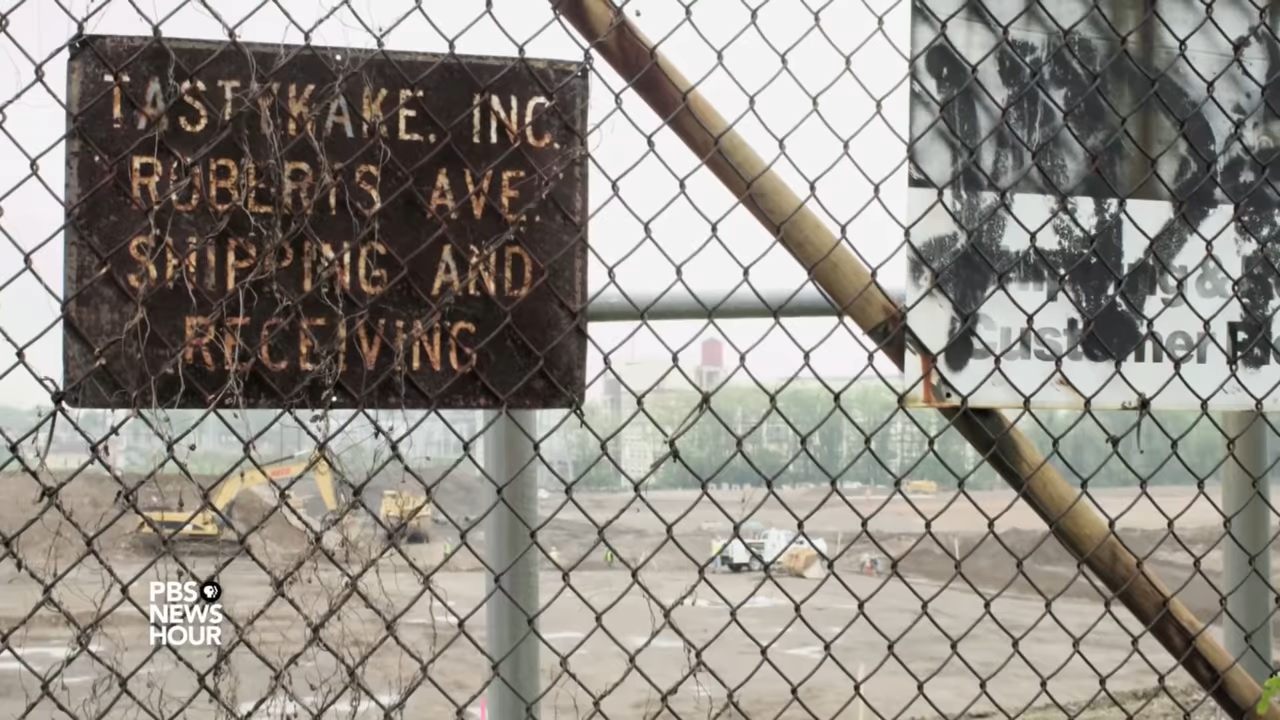 TASTYKAKE. INC.
ROBERTS AVE.
SHIPPING AND
RECEIVING
&
Customer
PBS
NEWS
HOUR